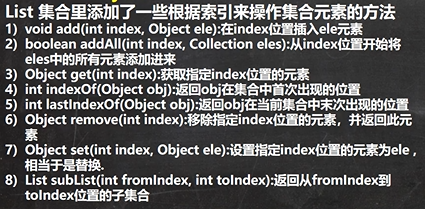 List 集合里添加了一些根据索引来操作集合元素的方法
1) void add(int index, Object ele):在index位置插入ele元素
2) boolean addAll(int index, Collection eles):从index位置开始将
eles中的所有元素添加进来
3) Object get(int index):获取指定index位置的元素
4) int indexOf(Object obj):返回obj在集合中首次出现的位置
5) int lastIndexOf(Object obj):返回obj在当前集合中末次出现的位置
6) Object remove(int index):移除指定index位置的元素，并返回此元
素
7) Object set(int index, Object ele):设置指定index位置的元素为ele ,
相当于是替换.
8) List subList(int fromIndex, int toIndex):返回从fromIndex到
toIndex位置的子集合